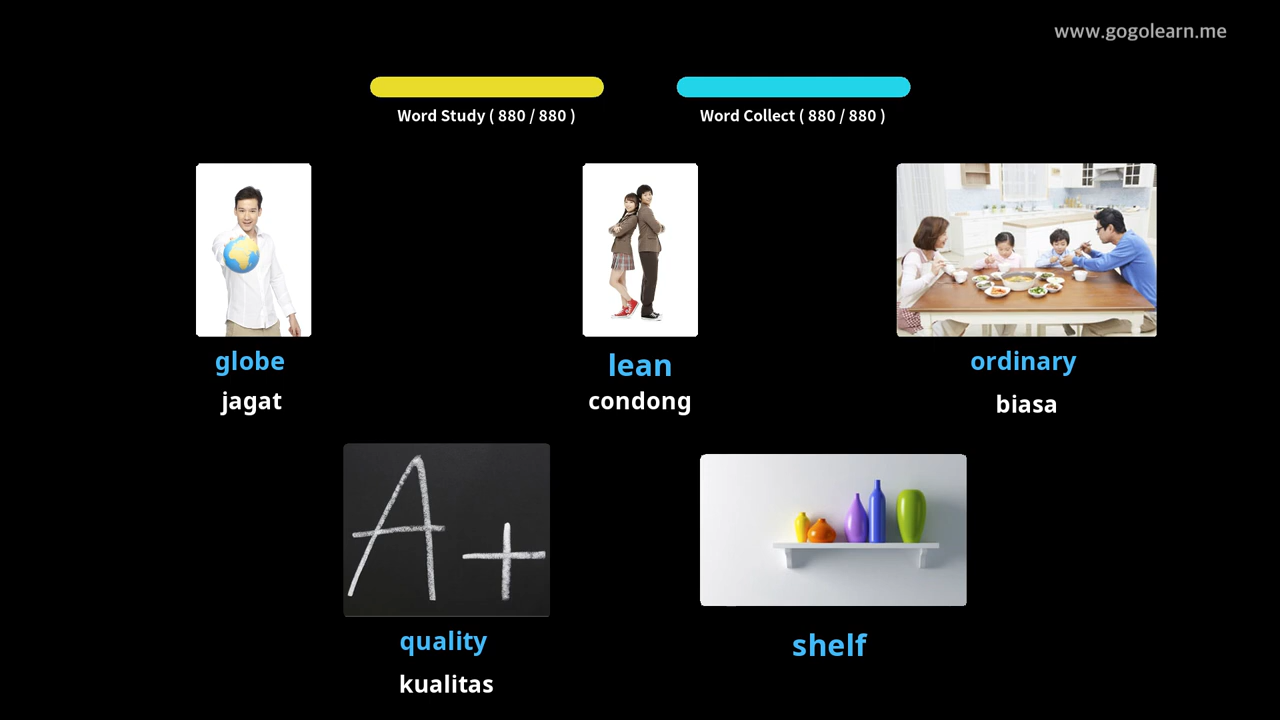 www.gogolearn.me
Word Study ( 880 / 880 )
Word Collect ( 880 / 880 )
globe
jagat
lean
condong
ordinary
biasa
A+
quality
kualitas
shelf